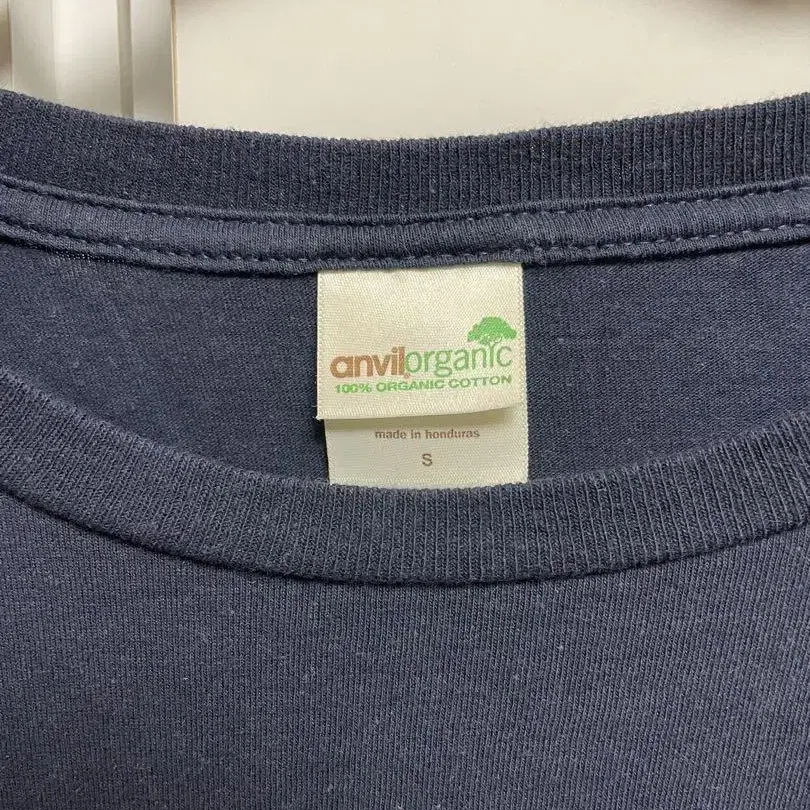 anvilorganic
100% ORGANIC COTTON
made in honduras
S